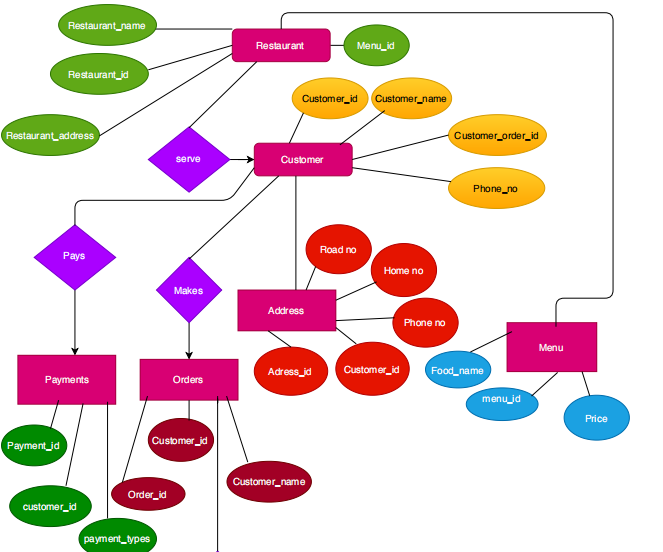 Restaurant_name
Restaurant
Menu_id
Restaurant_id
Customer_id
Customer_name
Restaurant_address
Customer_order_id
serve
Customer
Phone_no
Road no
Pays
Home no
Makes
Address
Phone no
Menu
Payments
Orders
Adress_id
Customer_id
Food_name
menu_id
Price
Payment_id
Customer_id
Customer_name
Order_id
customer_id
payment_types